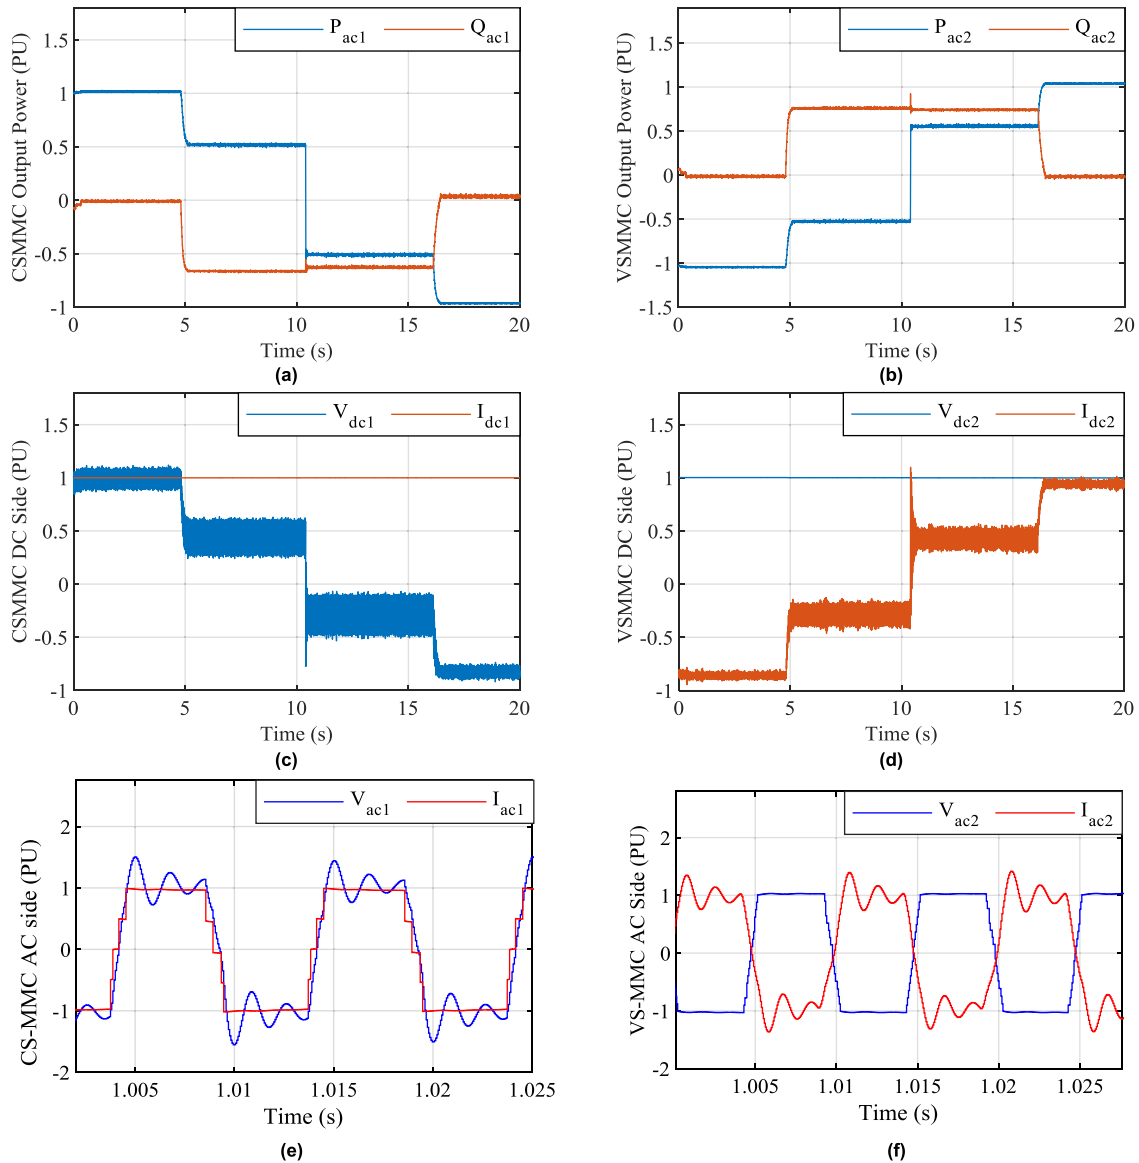 P_ac1 Q_ac1
CSMMC Output Power (PU)
1.5
1
0.5
0
-0.5
-1
0 5 10 15 20
Time (s)
(a)
P_ac2 Q_ac2
VSMMC Output Power (PU)
1.5
1
0.5
0
-0.5
-1
-1.5
0 5 10 15 20
Time (s)
(b)
V_dc1 I_dc1
CSMMC DC Side (PU)
1.5
1
0.5
0
-0.5
-1
0 5 10 15 20
Time (s)
(c)
V_dc2 I_dc2
VSMMC DC Side (PU)
1.5
1
0.5
0
-0.5
-1
0 5 10 15 20
Time (s)
(d)
V_ac1 I_ac1
CS-MMC AC side (PU)
2
1
0
-1
-2
1.005 1.01 1.015 1.02 1.025
Time (s)
(e)
V_ac2 I_ac2
VS-MMC AC Side (PU)
2
1
0
-1
-2
1.005 1.01 1.015 1.02 1.025
Time (s)
(f)